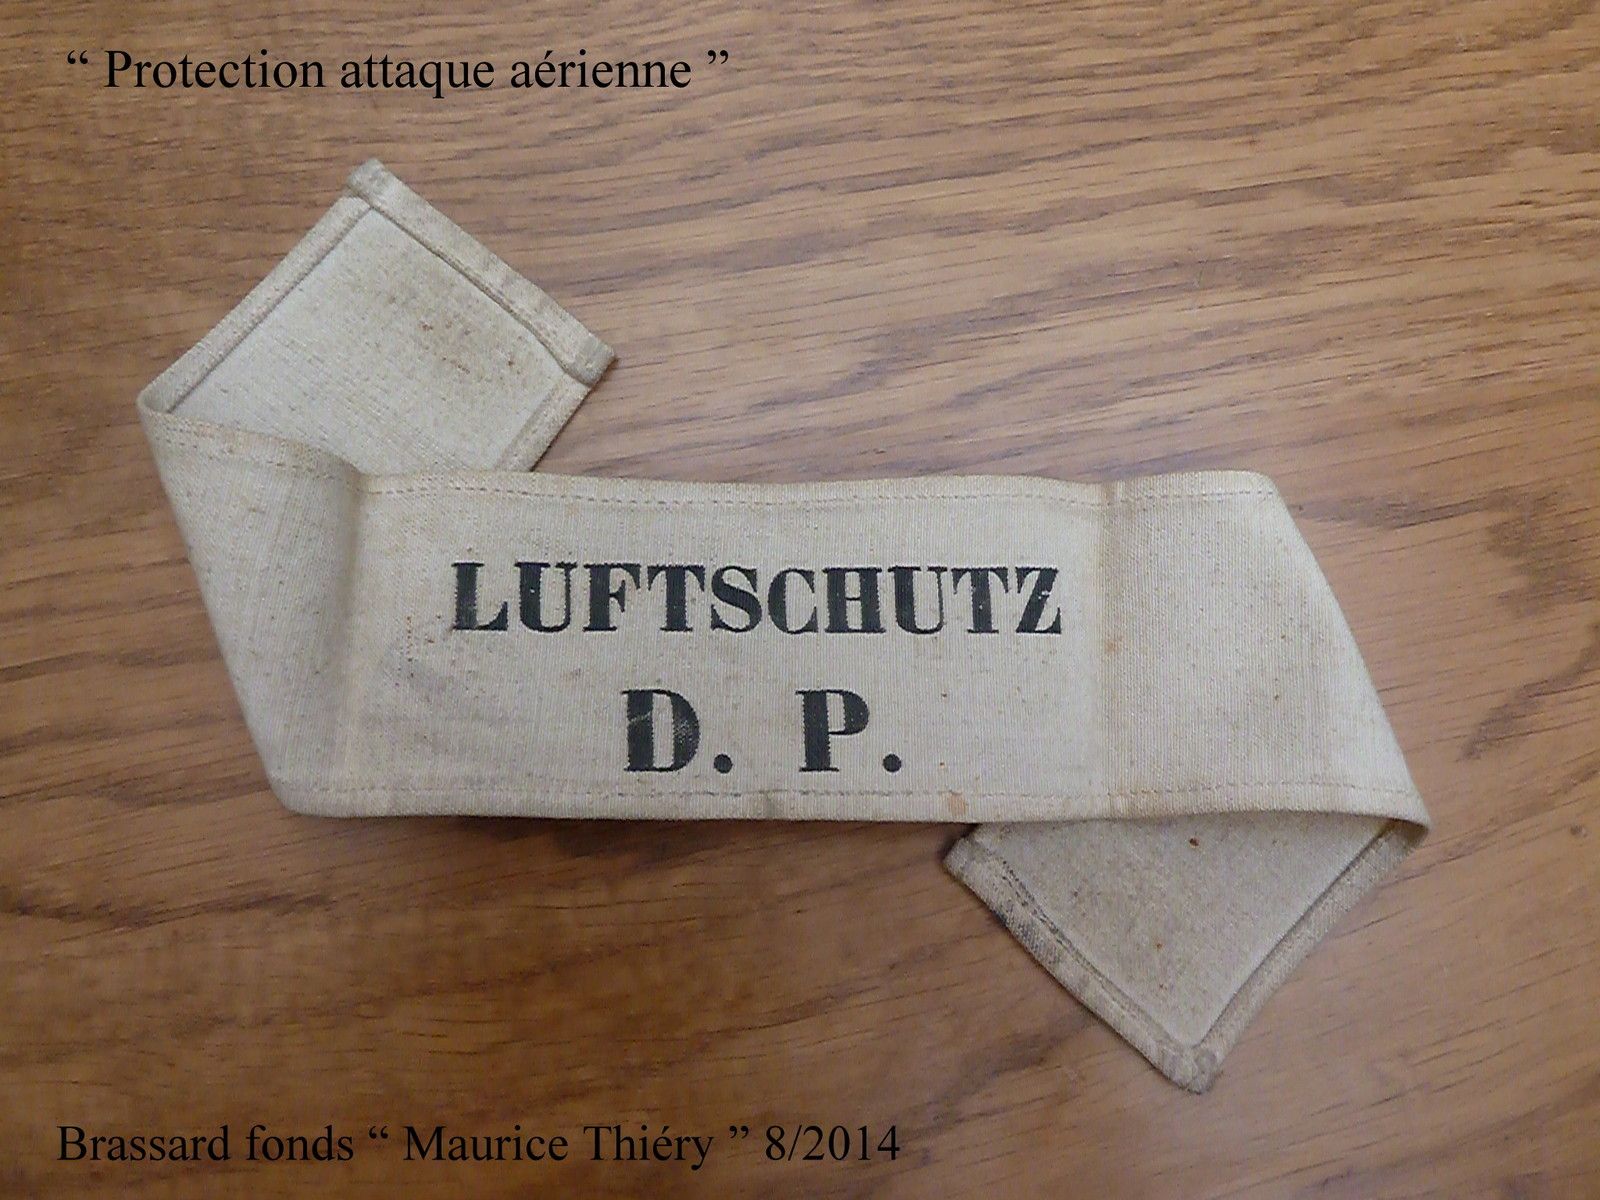 “ Protection attaque aérienne ”
LUFTSCHUTZ
D. P.
Brassard fonds “ Maurice Thiéry ” 8/2014